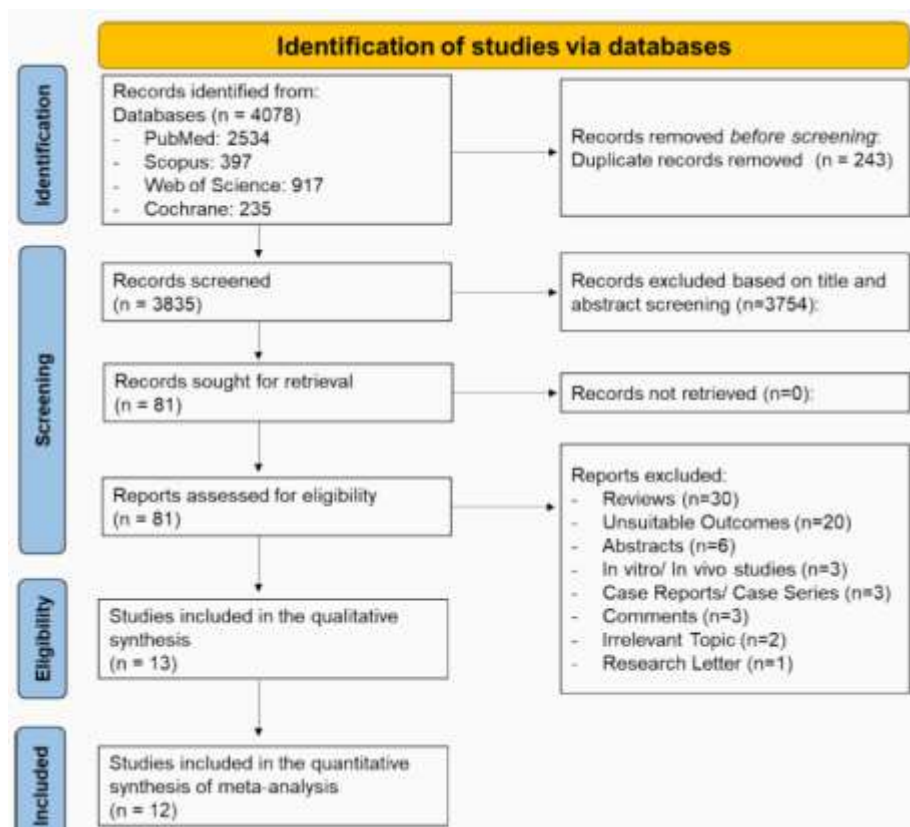 Identification of studies via databases
Identification
Records identified from:
Databases (n = 4078)
- PubMed: 2534
- Scopus: 397
- Web of Science: 917
- Cochrane: 235
Records removed before screening:
Duplicate records removed (n = 243)
Screening
Records screened
(n = 3835)
Records excluded based on title and
abstract screening (n=3754):
Records sought for retrieval
(n = 81)
Records not retrieved (n=0):
Reports assessed for eligibility
(n = 81)
Reports excluded:
- Reviews (n=30)
- Unsuitable Outcomes (n=20)
- Abstracts (n=6)
- In vitro/ In vivo studies (n=3)
- Case Reports/ Case Series (n=3)
- Comments (n=3)
- Irrelevant Topic (n=2)
- Research Letter (n=1)
Eligibility
Studies included in the qualitative
synthesis
(n = 13)
Included
Studies included in the quantitative
synthesis of meta-analysis
(n = 12)